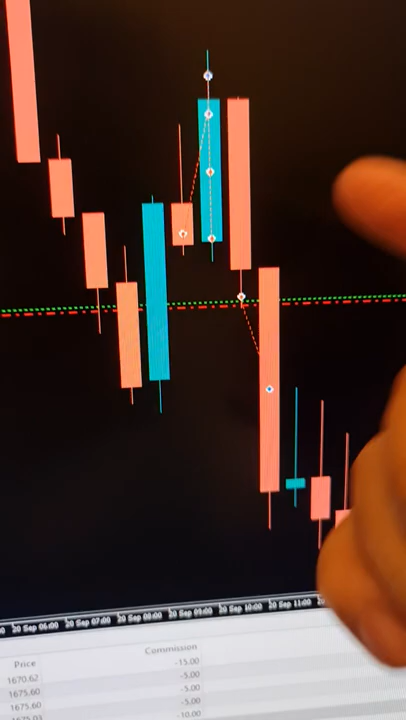 20 Sep 06:00 20 Sep 07:00 20 Sep 08:00 20 Sep 09:00 20 Sep 10:00 20 Sep 11:00
Price Commission
1670.62 -15.00
1675.60 -5.00
1675.60 -5.00
-10.00